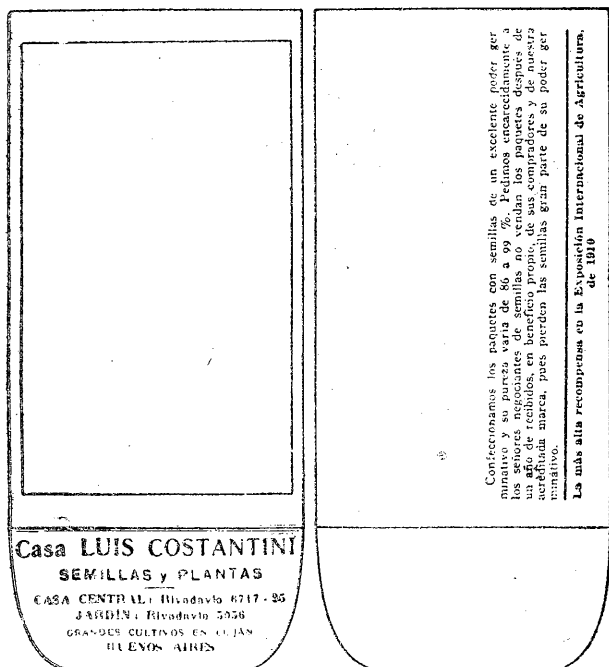 Casa LUIS COSTANTINI
SEMILLAS y PLANTAS
CASA CENTRAL: Rivadavia 6717 - 95
JARDIN: Rivadavia 5936
GRANDES CULTIVOS EN LUJAN
BUENOS AIRES
Confeccionamos los paquetes con semillas de un excelente poder ger
minativo y su pureza varia de 86 a 99 %. Pedimos encarecidamente a
los señores negociantes de semillas no vendan los paquetes después de
un año de recibidos, en beneficio propio, de sus compradores y de nuestra
acreditada marca, pues pierden las semillas gran parte de su poder ger
minativo.
La más alta recompensa en la Exposición Internacional de Agricultura,
de 1910